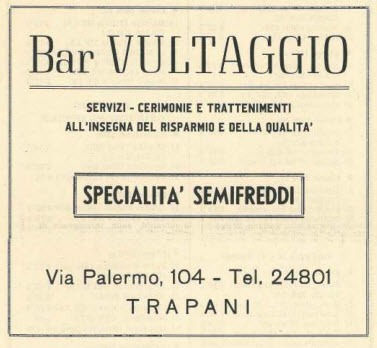 Bar VULTAGGIO
SERVIZI - CERIMONIE E TRATTENIMENTI
ALL'INSEGNA DEL RISPARMIO E DELLA QUALITA'
SPECIALITA' SEMIFREDDI
Via Palermo, 104 - Tel. 24801
TRAPANI